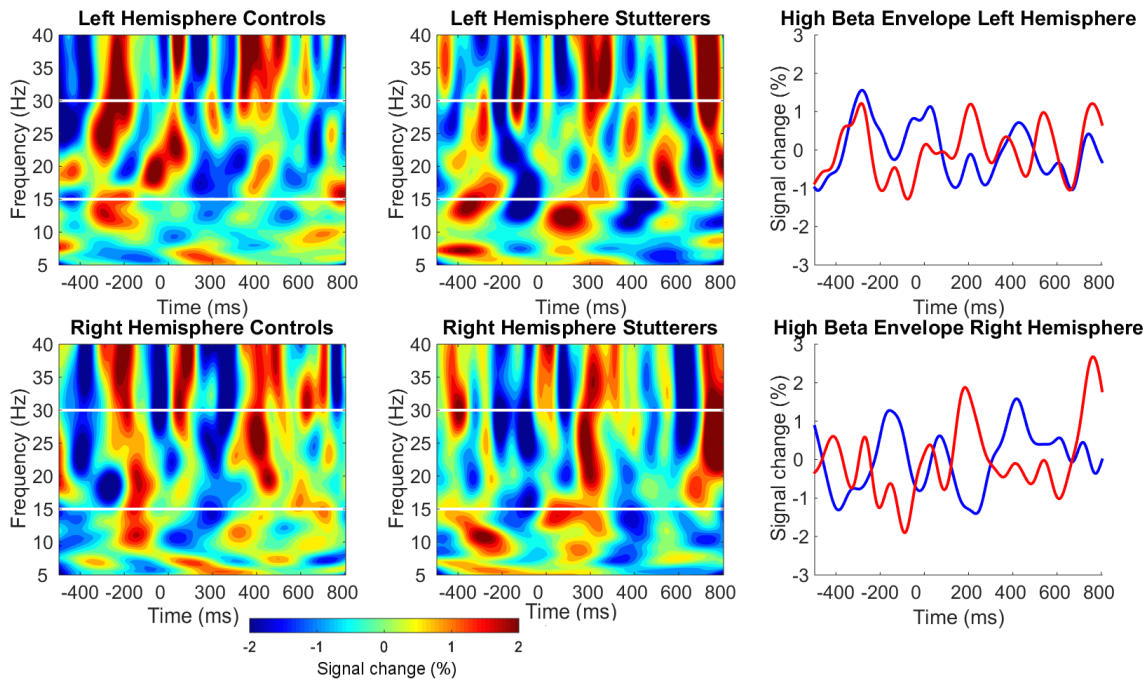 Left Hemisphere Controls
Left Hemisphere Stutterers
High Beta Envelope Left Hemisphere
Frequency (Hz)
40
35
30
25
20
15
10
5
-400 -200 0 300 400 600 800
Time (ms)
Frequency (Hz)
40
35
30
25
20
15
10
5
-400 -200 0 300 400 600 800
Time (ms)
Signal change (%)
3
2
1
0
-1
-2
-3
-400 -200 0 200 400 600 800
Time (ms)
Right Hemisphere Controls
Right Hemisphere Stutterers
High Beta Envelope Right Hemisphere
Frequency (Hz)
40
35
30
25
20
15
10
5
-400 -200 0 300 400 600 800
Time (ms)
Frequency (Hz)
40
35
30
25
20
15
10
5
-400 -200 0 300 400 600 800
Time (ms)
Signal change (%)
3
2
1
0
-1
-2
-3
-400 -200 0 200 400 600 800
Time (ms)
-2 -1 0 1 2
Signal change (%)